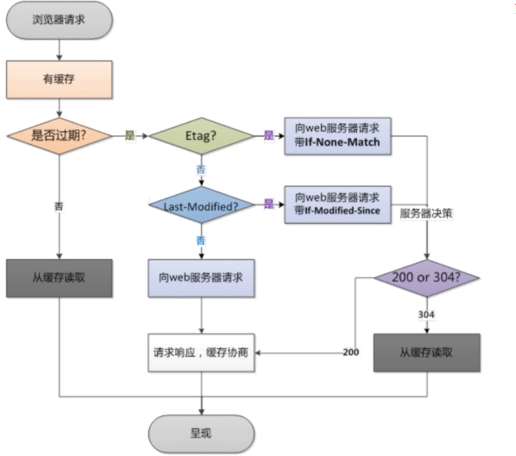 浏览器请求
有缓存
是否过期?
是
Etag?
是
向web服务器请求
带If-None-Match
否
否
Last-Modified?
是
向web服务器请求
带If-Modified-Since
服务器决策
否
从缓存读取
向web服务器请求
200 or 304?
304
请求响应，缓存协商
200
从缓存读取
呈现